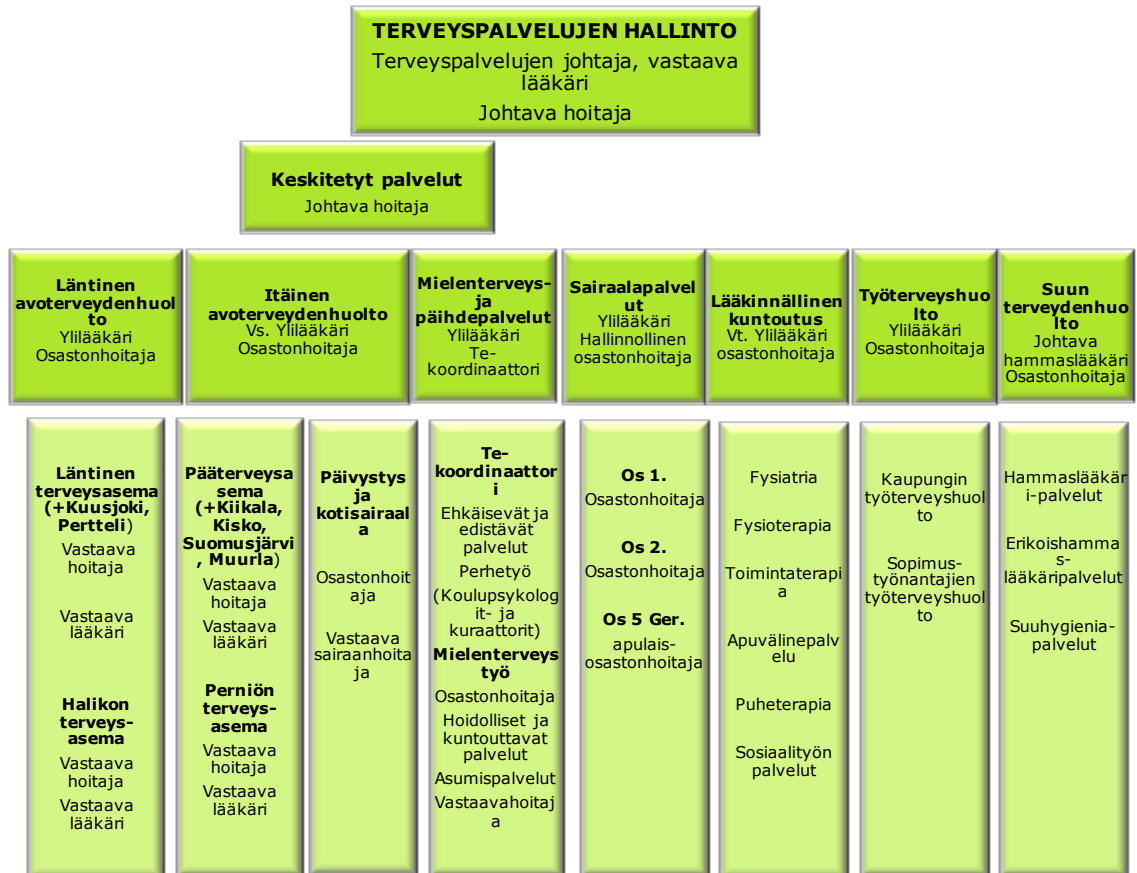 TERVEYSPALVELUJEN HALLINTO
Terveyspalvelujen johtaja, vastaava
lääkäri
Johtava hoitaja
Keskitetyt palvelut
Johtava hoitaja
Läntinen
avoterveydenhuol
to
Ylilääkäri
Osastonhoitaja
Itäinen
avoterveydenhuolto
Vs. Ylilääkäri
Osastonhoitaja
Mielenterveys-
ja
päihdepalvelut
Ylilääkäri
Te-
koordinaattori
Sairaalapalvel
ut
Ylilääkäri
Hallinnollinen
osastonhoitaja
Lääkinnällinen
kuntoutus
Vt. Ylilääkäri
osastonhoitaja
Työterveyshuo
lto
Ylilääkäri
Osastonhoitaja
Suun
terveydenhuo
lto
Johtava
hammaslääkäri
Osastonhoitaja
Läntinen
terveysasema
(+Kuusjoki,
Pertteli)
Vastaava
hoitaja
Vastaava
lääkäri
Halikon
terveys-
asema
Vastaava
hoitaja
Vastaava
lääkäri
Pääterveysa
sema
(+Kiikala,
Kisko,
Suomusjärvi
, Muurla)
Vastaava
hoitaja
Vastaava
lääkäri
Perniön
terveys-
asema
Vastaava
hoitaja
Vastaava
lääkäri
Päivystys
ja
kotisairaal
a
Osastonhoit
aja
Vastaava
sairaanhoita
ja
Te-
koordinaattor
i
Ehkäisevät ja
edistävät
palvelut
Perhetyö
(Koulupsykolog
it- ja
kuraattorit)
Mielenterveys
työ
Osastonhoitaja
Hoidolliset ja
kuntouttavat
palvelut
Asumispalvelut
Vastaavahoitaj
a
Os 1.
Osastonhoitaja
Os 2.
Osastonhoitaja
Os 5 Ger.
apulais-
osastonhoitaja
Fysiatria
Fysioterapia
Toimintaterapi
a
Apuvälinepalv
elu
Puheterapia
Sosiaalityön
palvelut
Kaupungin
työterveyshuol
to
Sopimus-
työnantajien
työterveyshuol
to
Hammaslääkär
i-palvelut
Erikoishamma
s-
lääkäripalvelut
Suuhygienia-
palvelut